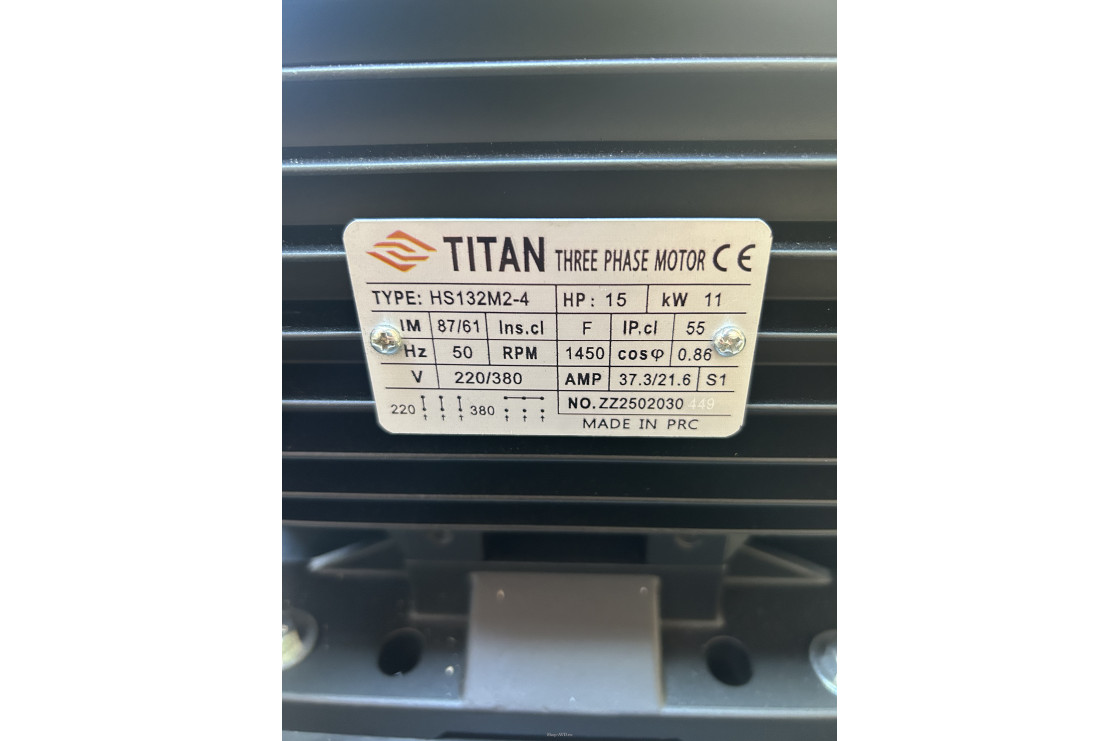 TITAN THREE PHASE MOTOR CE
TYPE: HS132M2-4 HP: 15 kW 11
IM 87/61 Ins.cl F IP.cl 55
Hz 50 RPM 1450 cosφ 0.86
V 220/380 AMP 37.3/21.6 S1
220 380 NO.ZZ2502030 449
MADE IN PRC